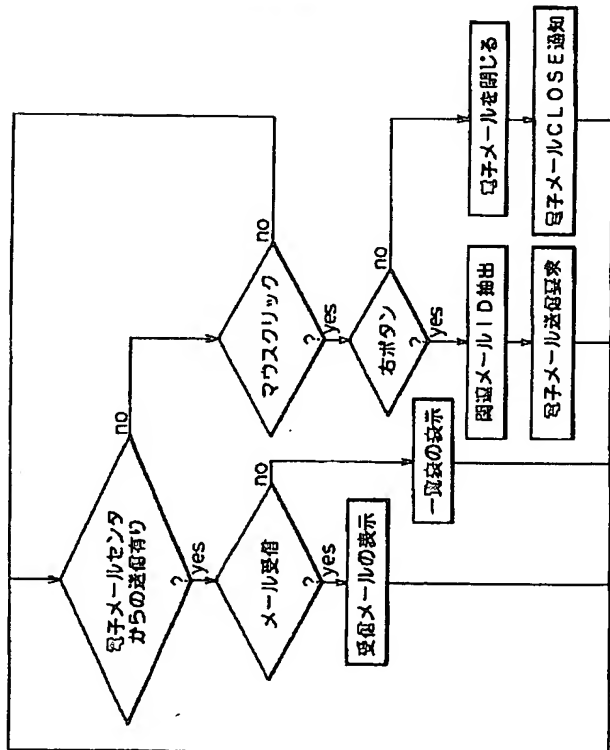 電子メールセンタ
からの送信有り
?
no
yes
メール受信
?
no
yes
受信メールの表示
一覧表の表示
マウスクリック
?
no
yes
右ボタン
?
no
yes
関連メールID抽出
電子メール送信要求
電子メールを閉じる
電子メールCLOSE通知